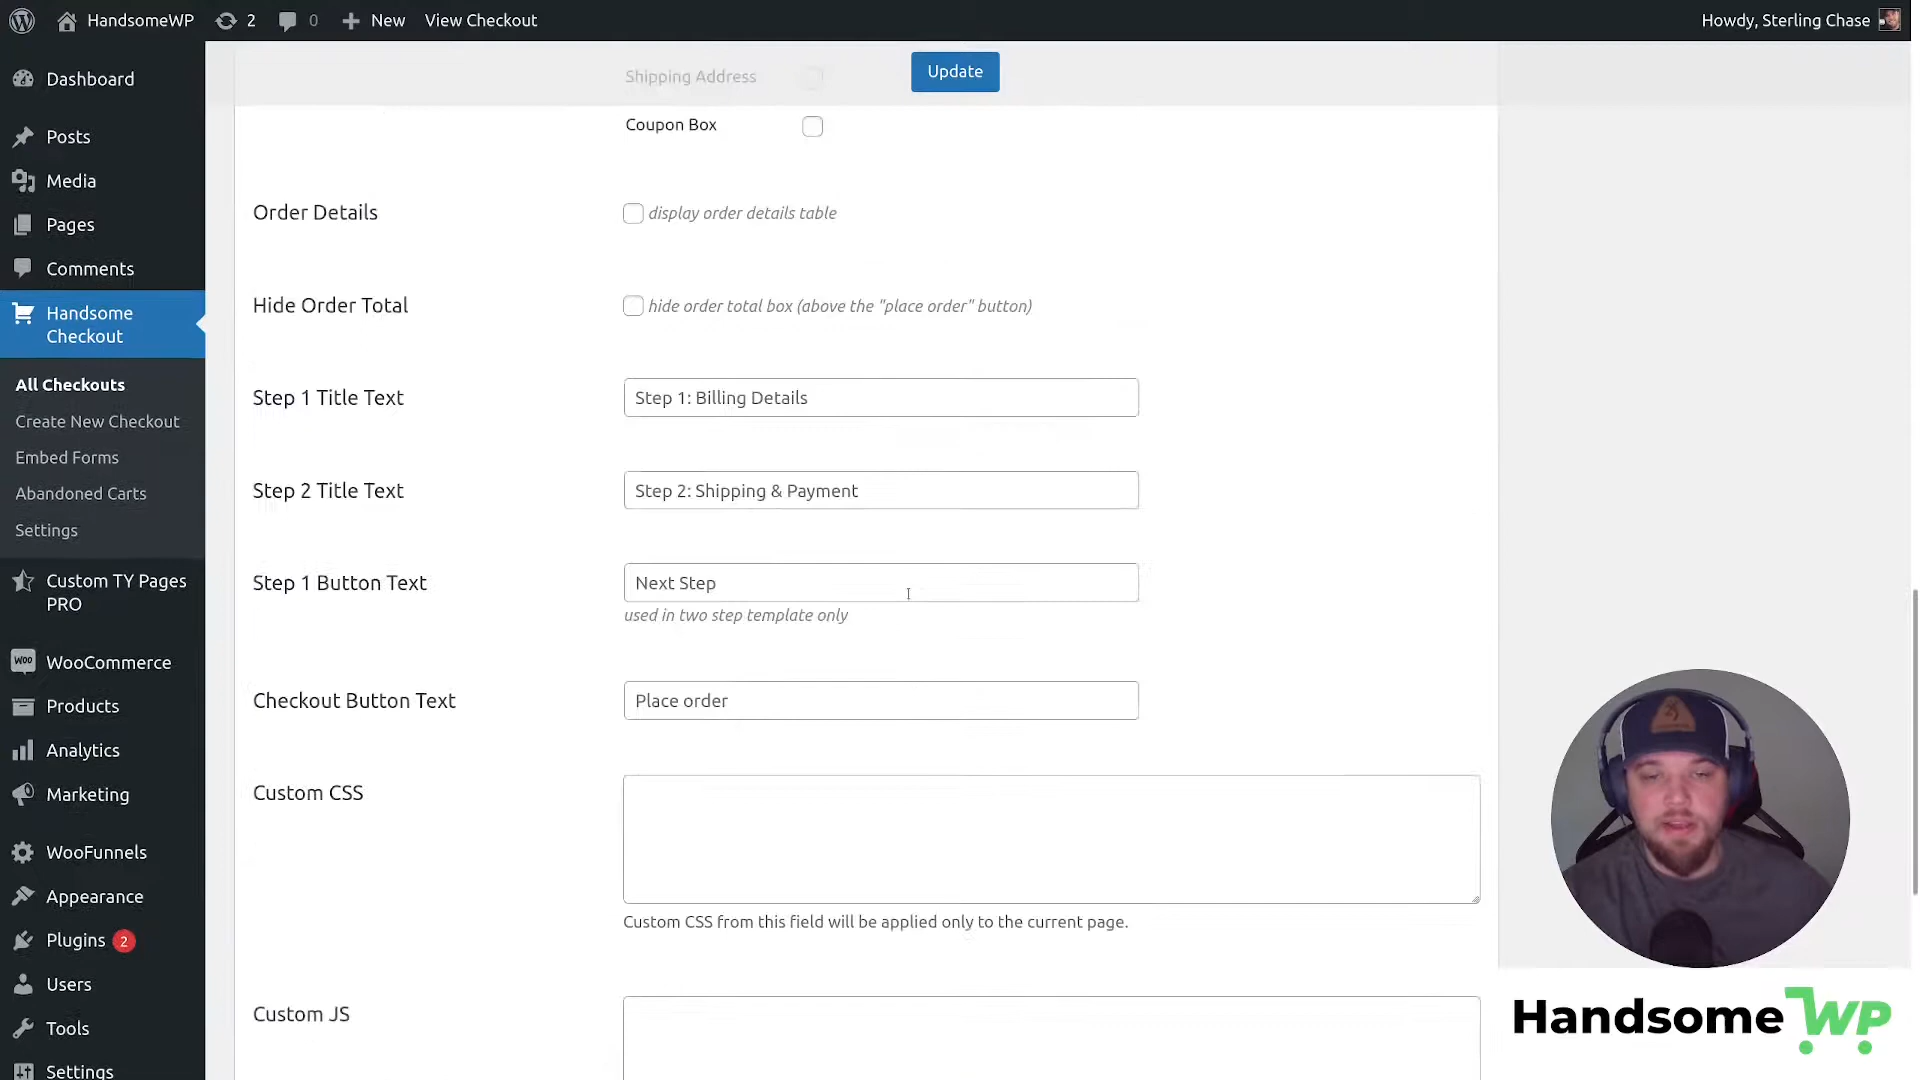 HandsomeWP
2
0
New
View Checkout
Howdy, Sterling Chase
Dashboard
Posts
Media
Pages
Comments
Handsome
Checkout
All Checkouts
Create New Checkout
Embed Forms
Abandoned Carts
Settings
Custom TY Pages
PRO
WooCommerce
Products
Analytics
Marketing
WooFunnels
Appearance
Plugins 2
Users
Tools
Settings
Update
Shipping Address
Coupon Box
Order Details
display order details table
Hide Order Total
hide order total box (above the "place order" button)
Step 1 Title Text
Step 1: Billing Details
Step 2 Title Text
Step 2: Shipping & Payment
Step 1 Button Text
Next Step
used in two step template only
Checkout Button Text
Place order
Custom CSS
Custom CSS from this field will be applied only to the current page.
Custom JS
Handsome WP